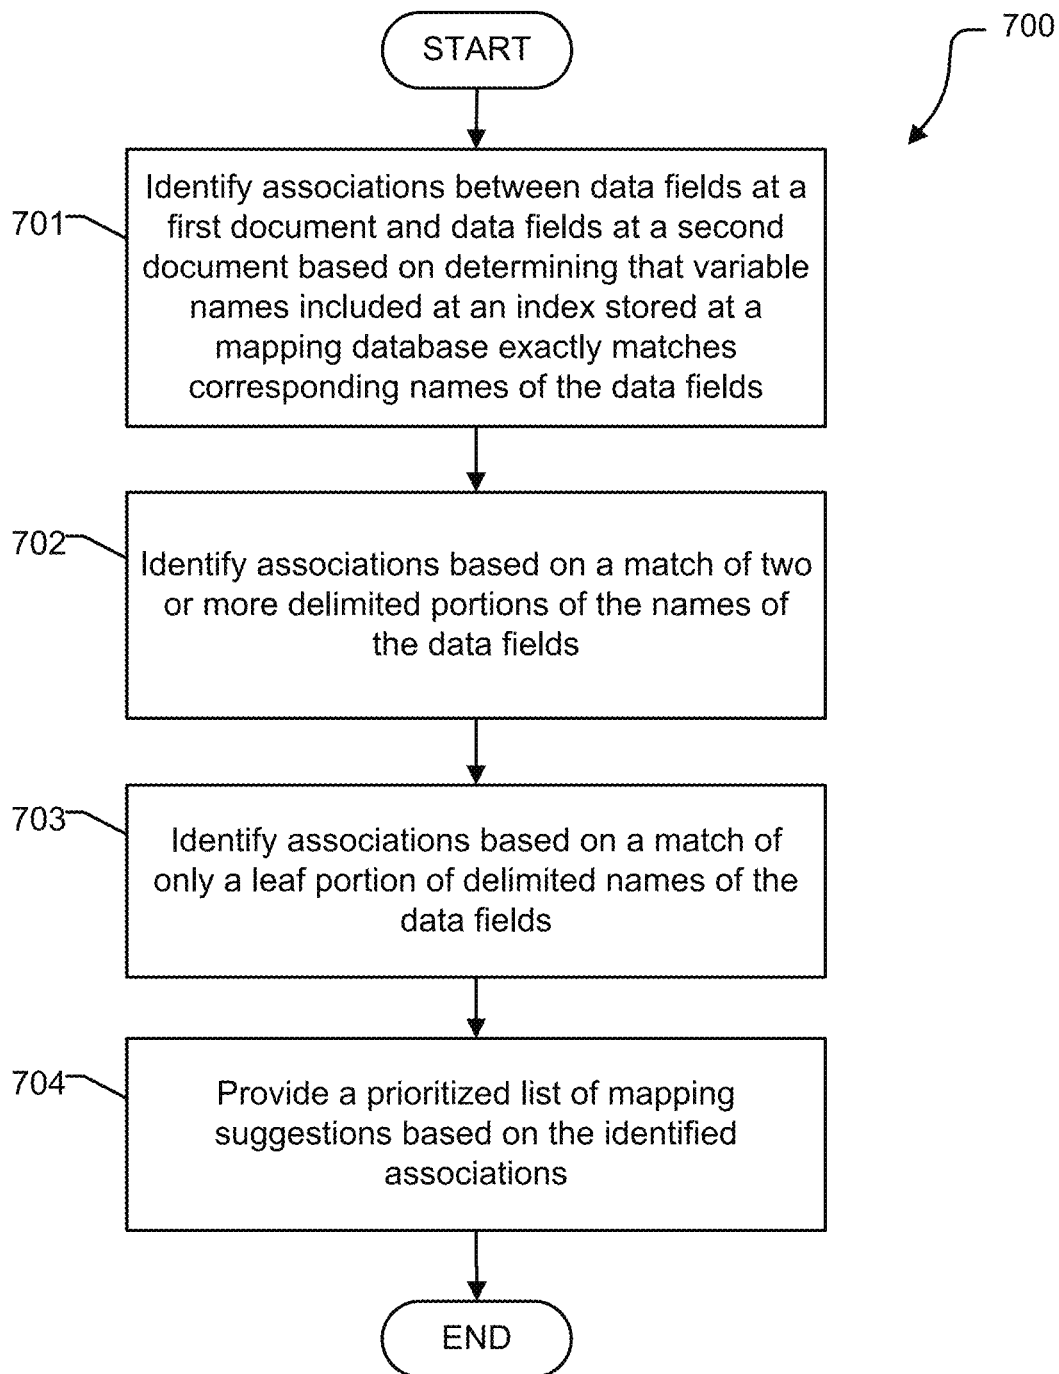 START
700
701
Identify associations between data fields at a
first document and data fields at a second
document based on determining that variable
names included at an index stored at a
mapping database exactly matches
corresponding names of the data fields
702
Identify associations based on a match of two
or more delimited portions of the names of
the data fields
703
Identify associations based on a match of
only a leaf portion of delimited names of the
data fields
704
Provide a prioritized list of mapping
suggestions based on the identified
associations
END